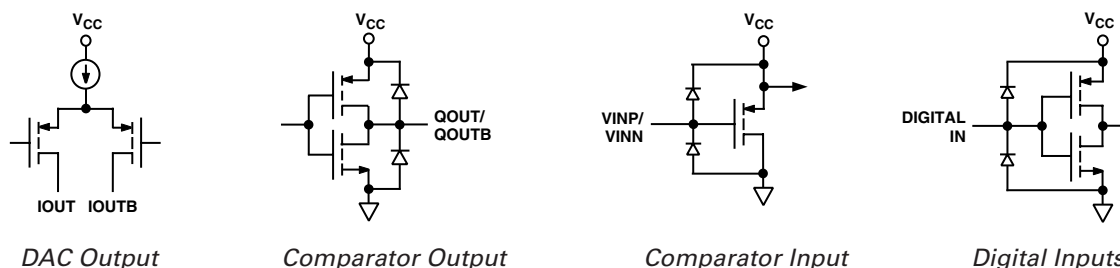 VCC
VCC
VCC
VCC
QOUT/
QOUTB
VINP/
VINN
DIGITAL
IN
IOUT IOUTB
DAC Output
Comparator Output
Comparator Input
Digital Inputs